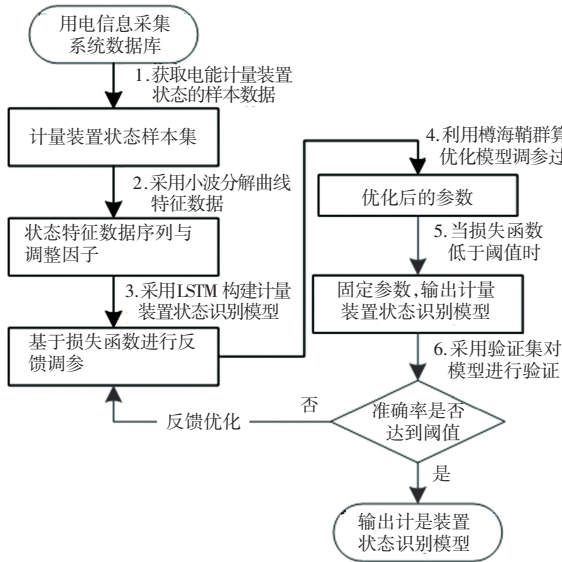 用电信息采集
系统数据库
1.获取电能计量装置
状态的样本数据
计量装置状态样本集
2.采用小波分解曲线
特征数据
状态特征数据序列与
调整因子
3.采用LSTM 构建计量
装置状态识别模型
基于损失函数进行反
馈调参
4.利用樽海鞘群算
优化模型调参过
优化后的参数
5.当损失函数
低于阈值时
固定参数,输出计量
装置状态识别模型
6.采用验证集对
模型进行验证
准确率是否
达到阈值
否
反馈优化
是
输出计是装置
状态识别模型